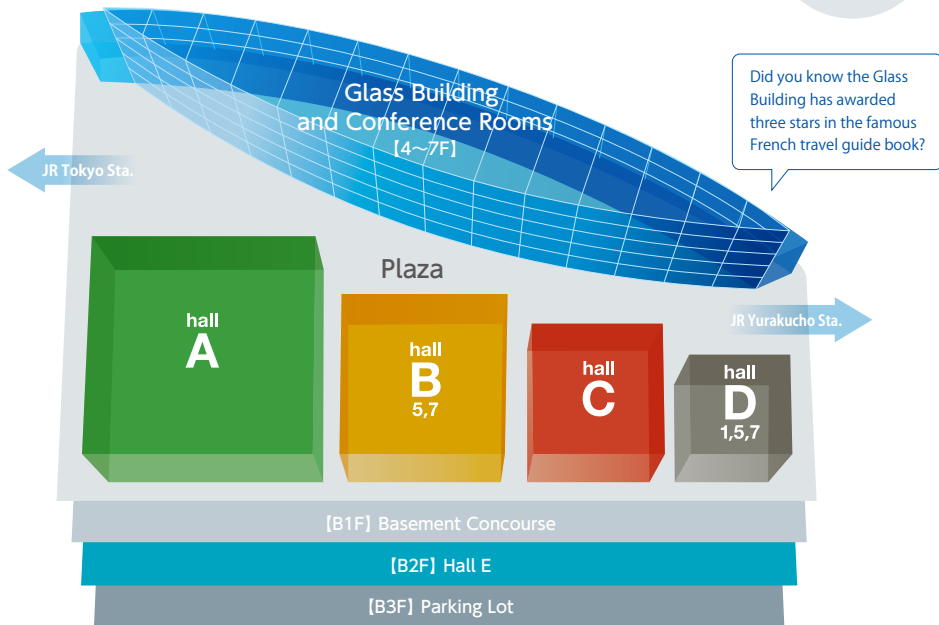 Glass Building
and Conference Rooms
【4～7F】
Did you know the Glass
Building has awarded
three stars in the famous
French travel guide book?
JR Tokyo Sta.
Plaza
JR Yurakucho Sta.
hall
A
hall
B
5,7
hall
C
hall
D
1,5,7
【B1F】 Basement Concourse
【B2F】 Hall E
【B3F】 Parking Lot